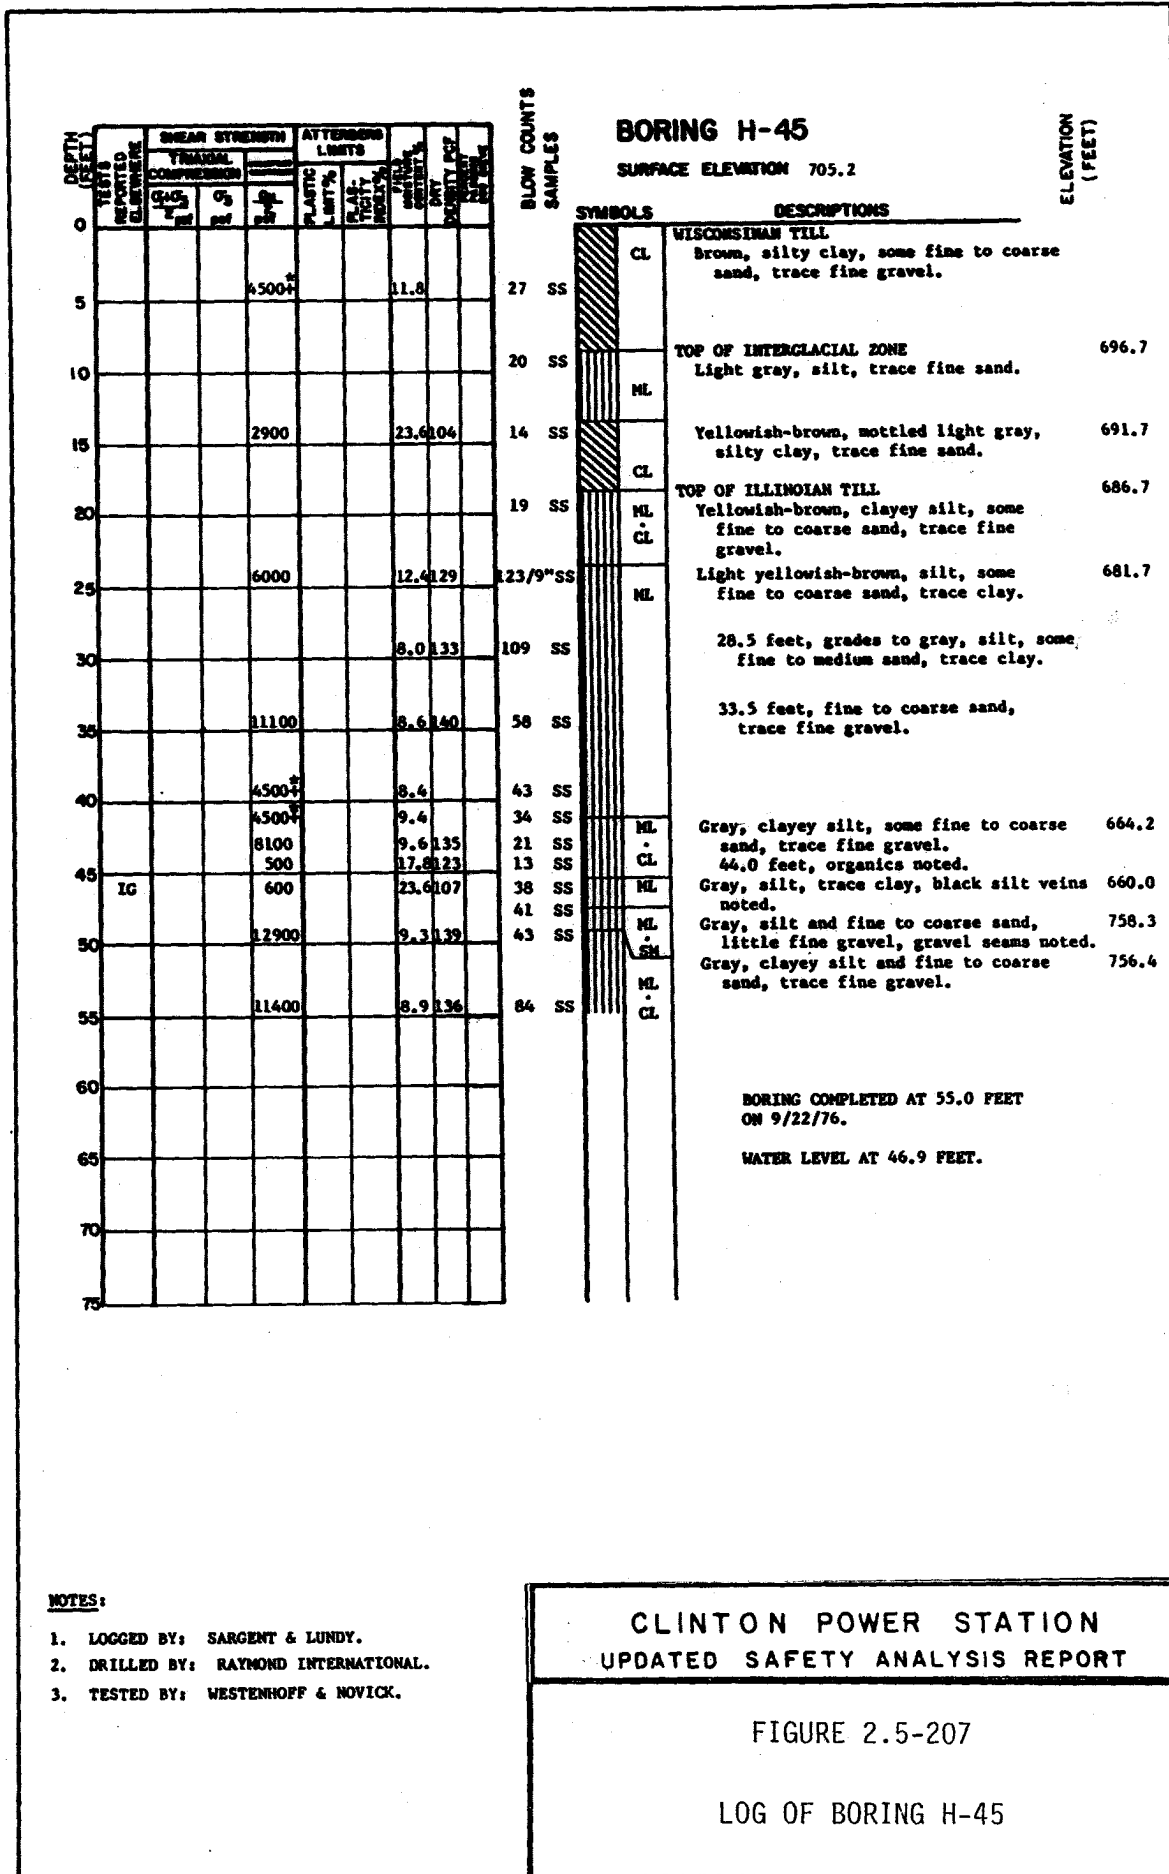 BORING H-45
SURFACE ELEVATION 705.2
DEPTH (FEET)
TESTS REPORTED ELSEWHERE
SHEAR STRENGTH
TRIAXIAL COMPRESSION
ATTERBERG LIMITS
PLASTIC LIMIT %
PLAS- TICITY INDEX %
DRY DENSITY PCF
BLOW COUNTS
SAMPLES
SYMBOLS
DESCRIPTIONS
ELEVATION (FEET)
0
WISCONSINAN TILL
CL Brown, silty clay, some fine to coarse
sand, trace fine gravel.
4500+* 11.8 27 SS
5
TOP OF INTERGLACIAL ZONE 696.7
20 SS Light gray, silt, trace fine sand.
10
ML
2900 23.6 104 14 SS Yellowish-brown, mottled light gray, 691.7
15 silty clay, trace fine sand.
CL
TOP OF ILLINOIAN TILL 686.7
19 SS ML Yellowish-brown, clayey silt, some
20 . fine to coarse sand, trace fine
CL gravel.
6000 12.4 129 123/9" SS Light yellowish-brown, silt, some 681.7
25 ML fine to coarse sand, trace clay.
28.5 feet, grades to gray, silt, some
8.0 133 109 SS fine to medium sand, trace clay.
30
33.5 feet, fine to coarse sand,
11100 8.6 140 58 SS trace fine gravel.
35
4500+* 8.4 43 SS
40
4500+* 9.4 34 SS
ML Gray, clayey silt, some fine to coarse 664.2
8100 9.6 135 21 SS . sand, trace fine gravel.
500 17.8 123 13 SS CL 44.0 feet, organics noted.
45
IG 600 23.6 107 38 SS ML Gray, silt, trace clay, black silt veins 660.0
noted.
41 SS
ML Gray, silt and fine to coarse sand, 758.3
12900 9.3 139 43 SS . little fine gravel, gravel seams noted.
50 SM
Gray, clayey silt and fine to coarse 756.4
ML sand, trace fine gravel.
.
11400 8.9 136 84 SS CL
55
60
BORING COMPLETED AT 55.0 FEET
ON 9/22/76.
65
WATER LEVEL AT 46.9 FEET.
70
75
NOTES:
1. LOGGED BY: SARGENT & LUNDY.
2. DRILLED BY: RAYMOND INTERNATIONAL.
3. TESTED BY: WESTENHOFF & NOVICK.
CLINTON POWER STATION
UPDATED SAFETY ANALYSIS REPORT
FIGURE 2.5-207
LOG OF BORING H-45